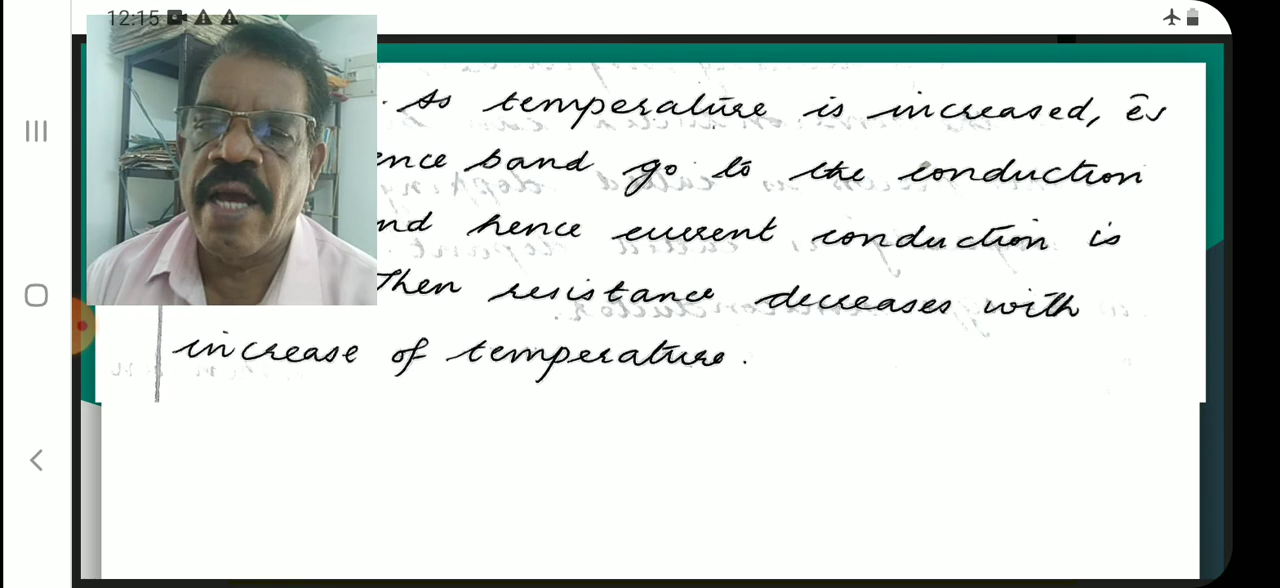 12:15
. As temperature is increased, ēs
ence band go to the conduction
nd hence current conduction is
Then resistance decreases with
increase of temperature.